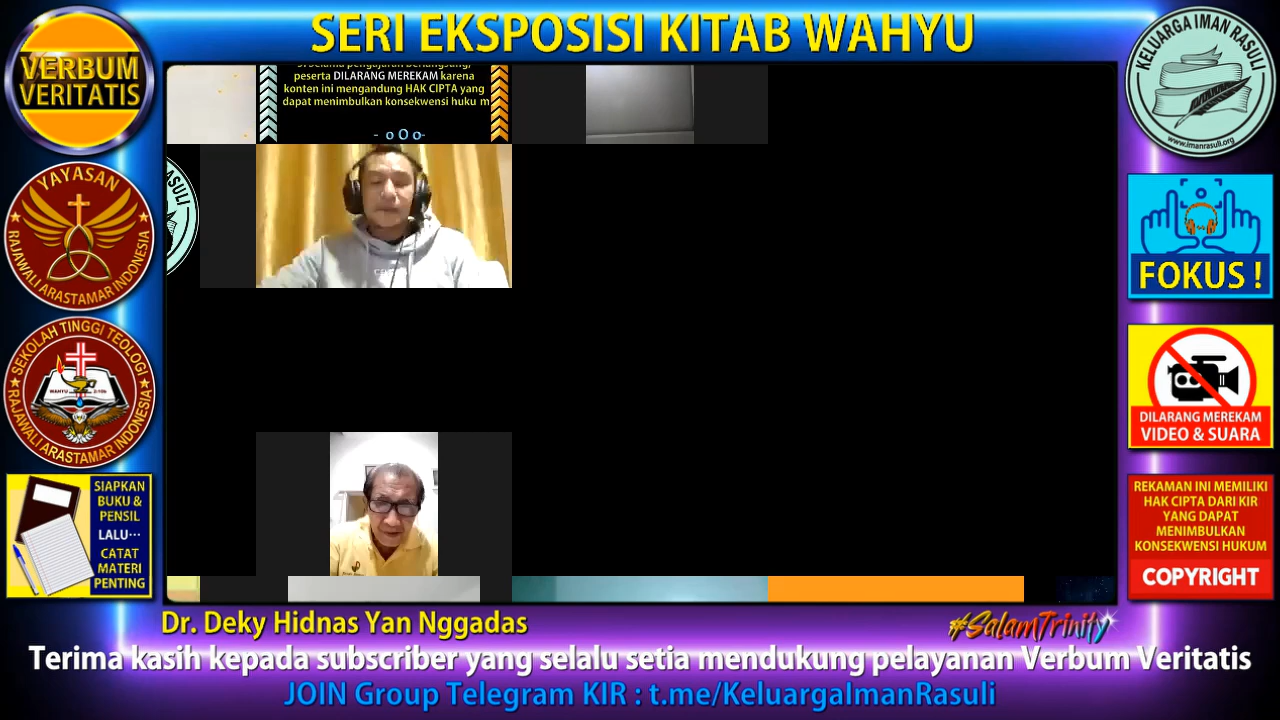 SERI EKSPOSISI KITAB WAHYU
VERBUM
VERITATIS
KELUARGA IMAN RASULI
www.imanrasuli.org
peserta DILARANG MEREKAM karena
konten ini mengandung HAK CIPTA yang
dapat menimbulkan konsekwensi huku m
- o O o-
YAYASAN
RAJAWALI ARASTAMAR INDONESIA
FOKUS !
SEKOLAH TINGGI TEOLOGI
RAJAWALI ARASTAMAR INDONESIA
DILARANG MEREKAM
VIDEO & SUARA
SIAPKAN
BUKU &
PENSIL
LALU...
CATAT
MATERI
PENTING
REKAMAN INI MEMILIKI
HAK CIPTA DARI KIR
YANG DAPAT
MENIMBULKAN
KONSEKWENSI HUKUM
COPYRIGHT
Dr. Deky Hidnas Yan Nggadas
#SalamTrinity
Terima kasih kepada subscriber yang selalu setia mendukung pelayanan Verbum Veritatis
JOIN Group Telegram KIR : t.me/KeluargaImanRasuli